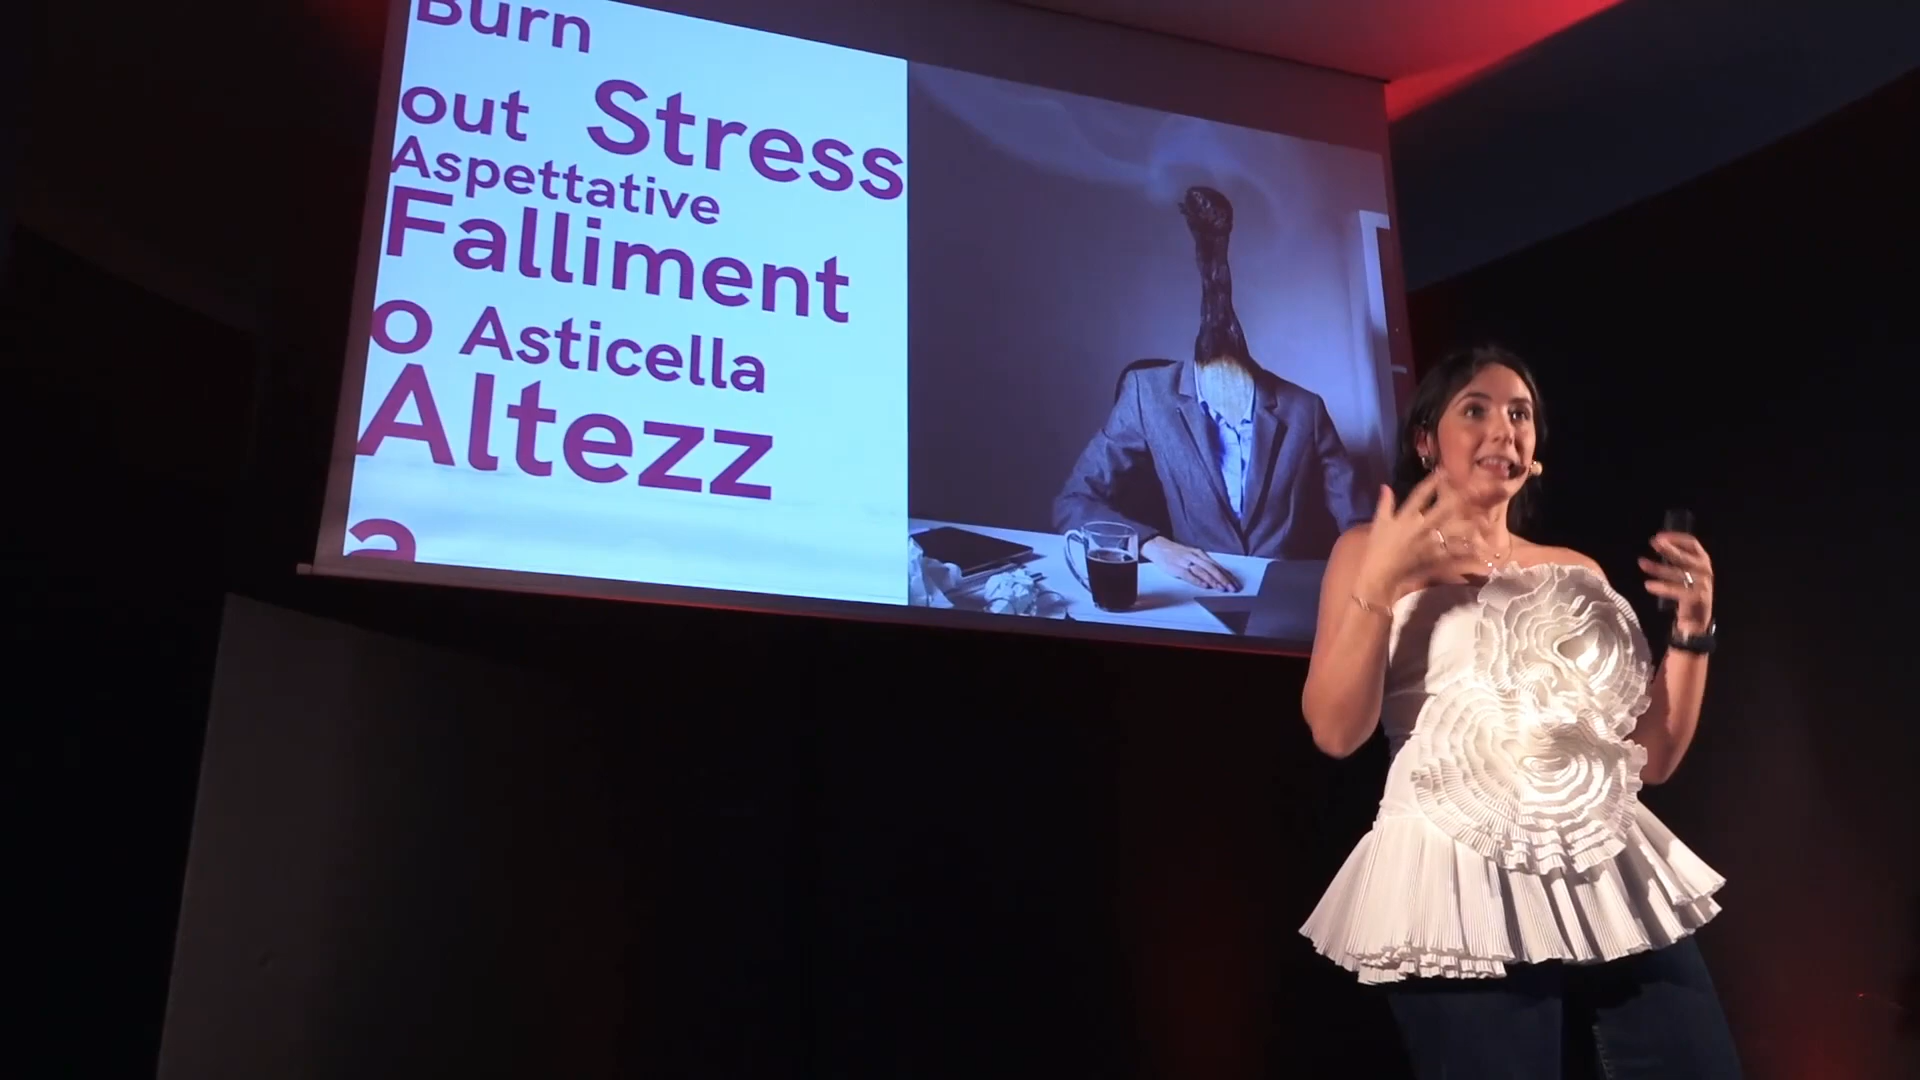 Burn
out Stress
Aspettative
Falliment
o Asticella
Altezz
a